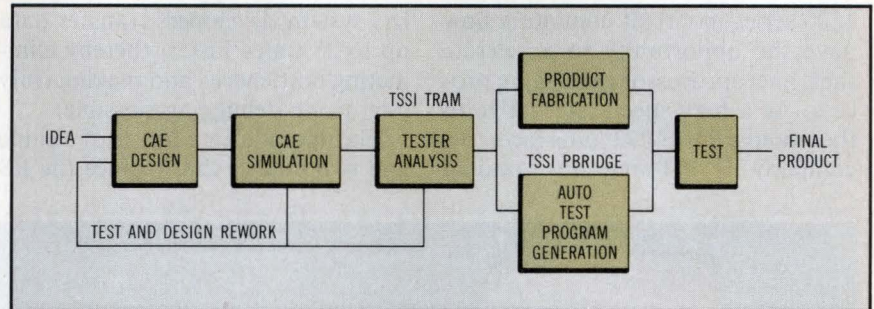 IDEA
CAE
DESIGN
CAE
SIMULATION
TSSI TRAM
TESTER
ANALYSIS
TEST AND DESIGN REWORK
PRODUCT
FABRICATION
TSSI PBRIDGE
AUTO
TEST
PROGRAM
GENERATION
TEST
FINAL
PRODUCT